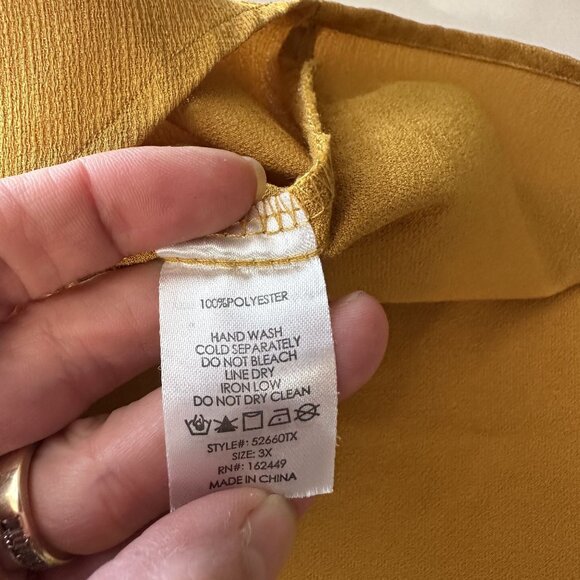 100%POLYESTER
HAND WASH
COLD SEPARATELY
DO NOT BLEACH
LINE DRY
IRON LOW
DO NOT DRY CLEAN
STYLE#: 52660TX
SIZE: 3X
RN#: 162449
MADE IN CHINA